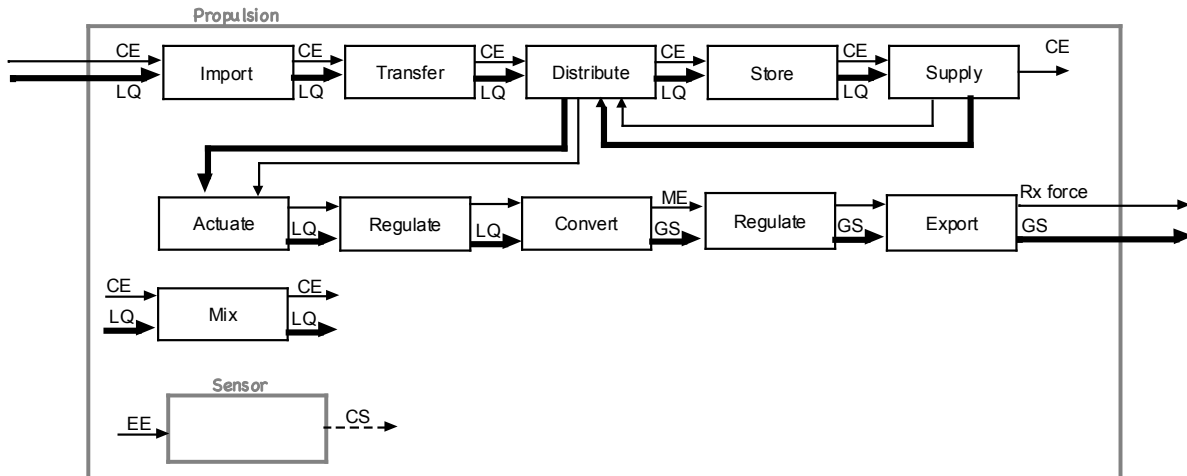 Propulsion
CE CE CE CE CE CE
Import Transfer Distribute Store Supply
LQ LQ LQ LQ LQ
ME Rx force
Actuate Regulate Convert Regulate Export
LQ LQ GS GS GS
CE CE
Mix
LQ LQ
Sensor
EE CS